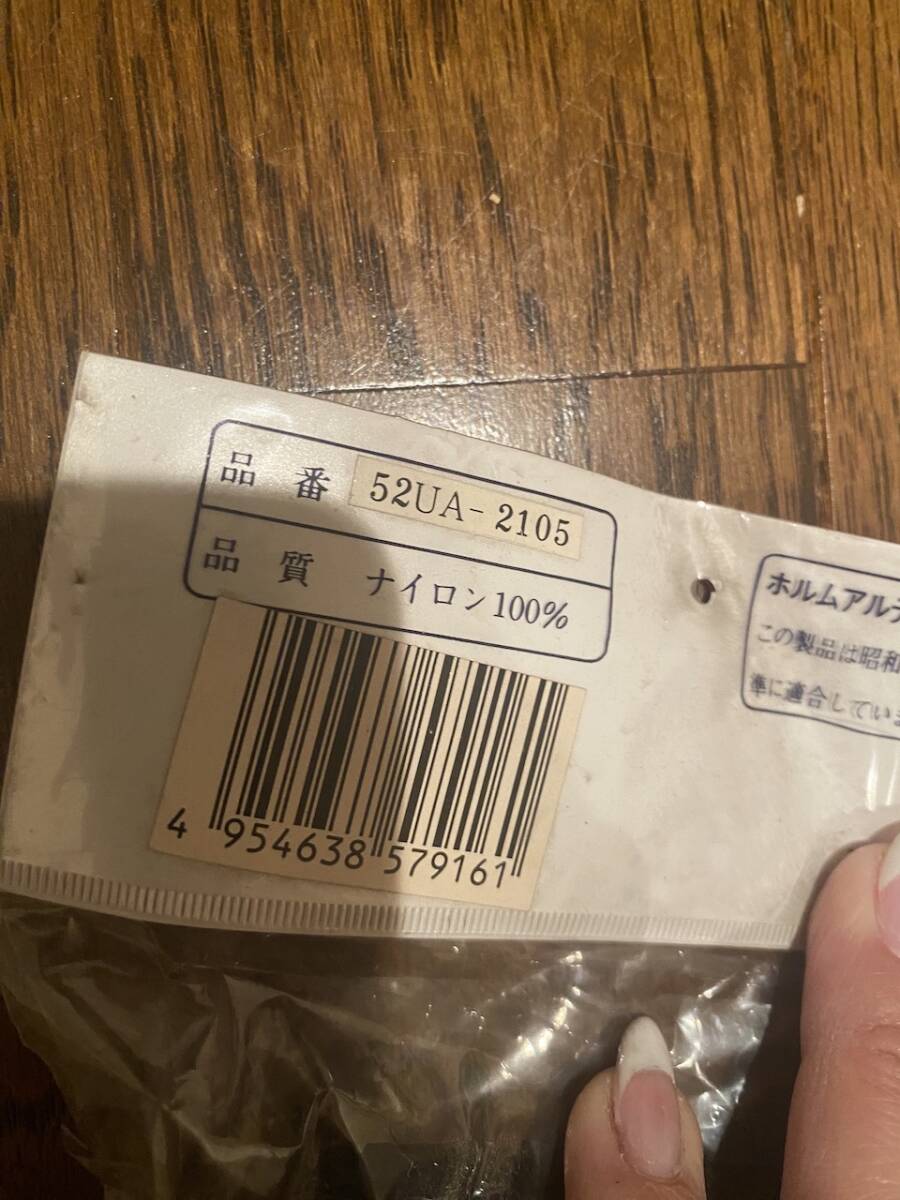 品番 52UA-2105
品質 ナイロン100%
4 954638 579161
ホルムアルデ
この製品は昭和
準に適合していま